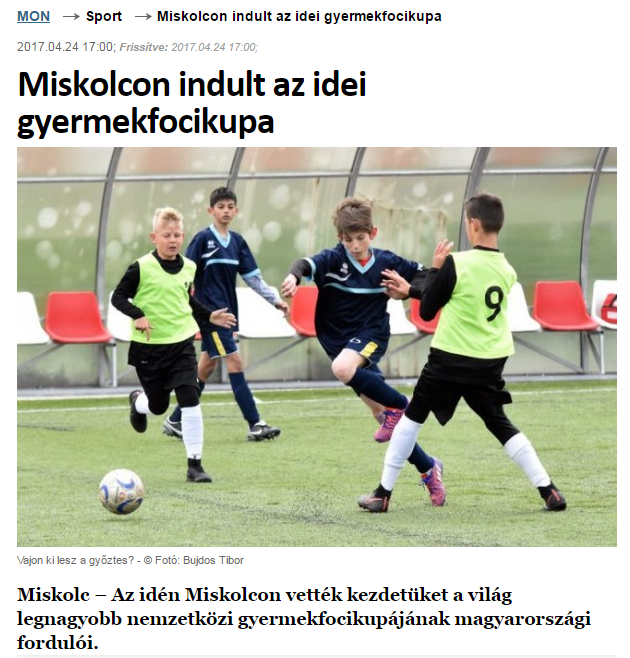 MON → Sport → Miskolcon indult az idei gyermekfocikupa
2017.04.24 17:00; Frissítve: 2017.04.24 17:00;
Miskolcon indult az idei
gyermekfocikupa
9
Vajon ki lesz a győztes? - © Fotó: Bujdos Tibor
Miskolc – Az idén Miskolcon vették kezdetüket a világ
legnagyobb nemzetközi gyermekfocikupájának magyarországi
fordulói.